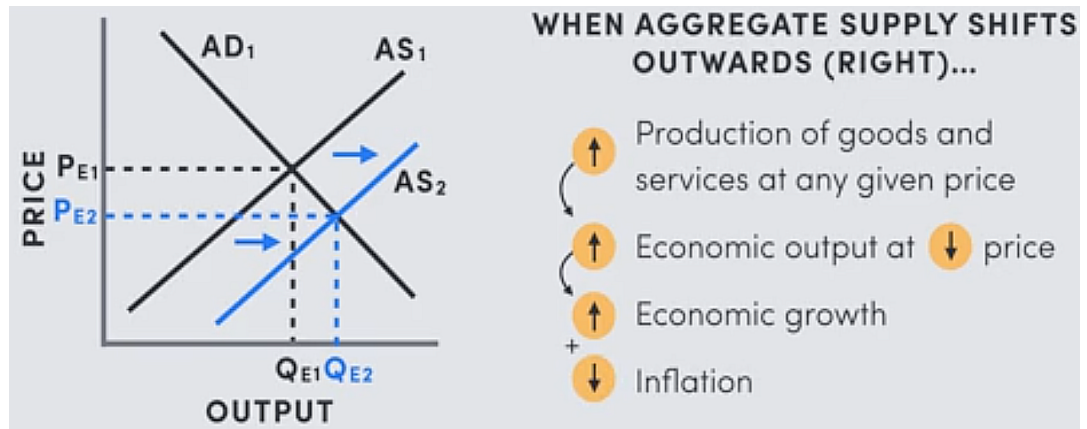 WHEN AGGREGATE SUPPLY SHIFTS
OUTWARDS (RIGHT)...
AD₁
AS₁
AS₂
PRICE
PE1
PE2
QE1 QE2
OUTPUT
Production of goods and
services at any given price
Economic output at ↓ price
Economic growth
+
Inflation